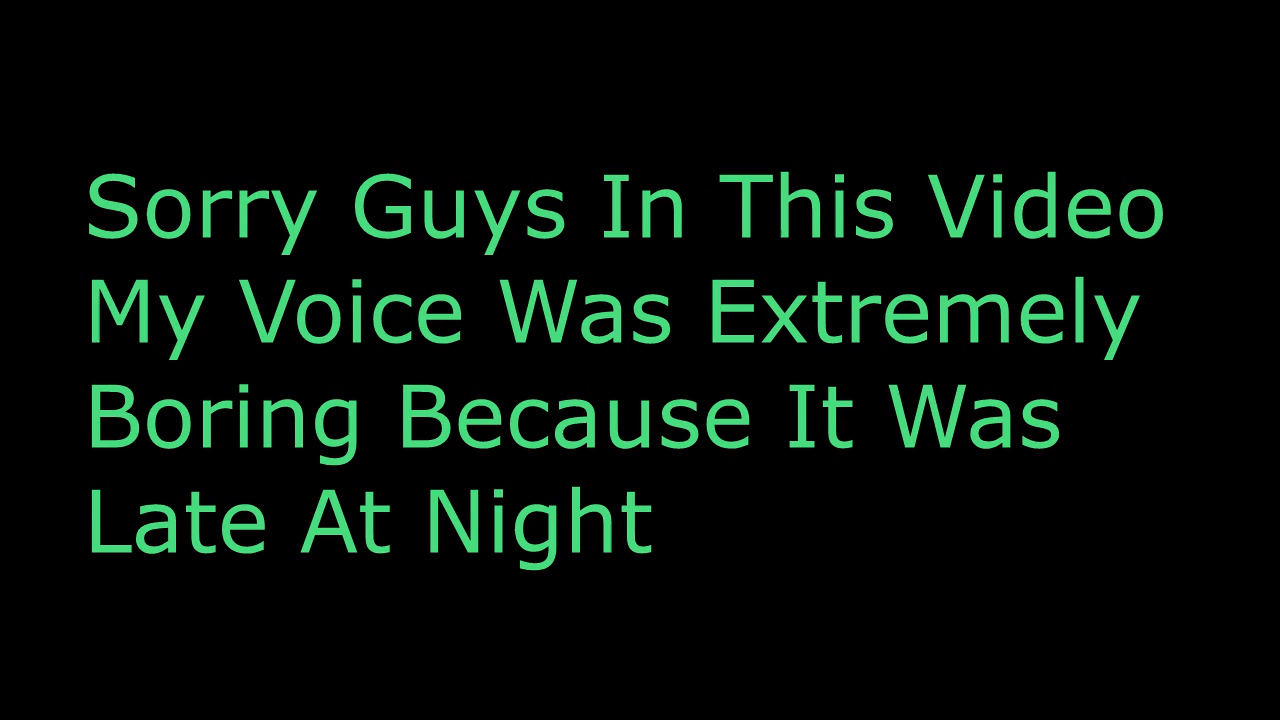 Sorry Guys In This Video
My Voice Was Extremely
Boring Because It Was
Late At Night